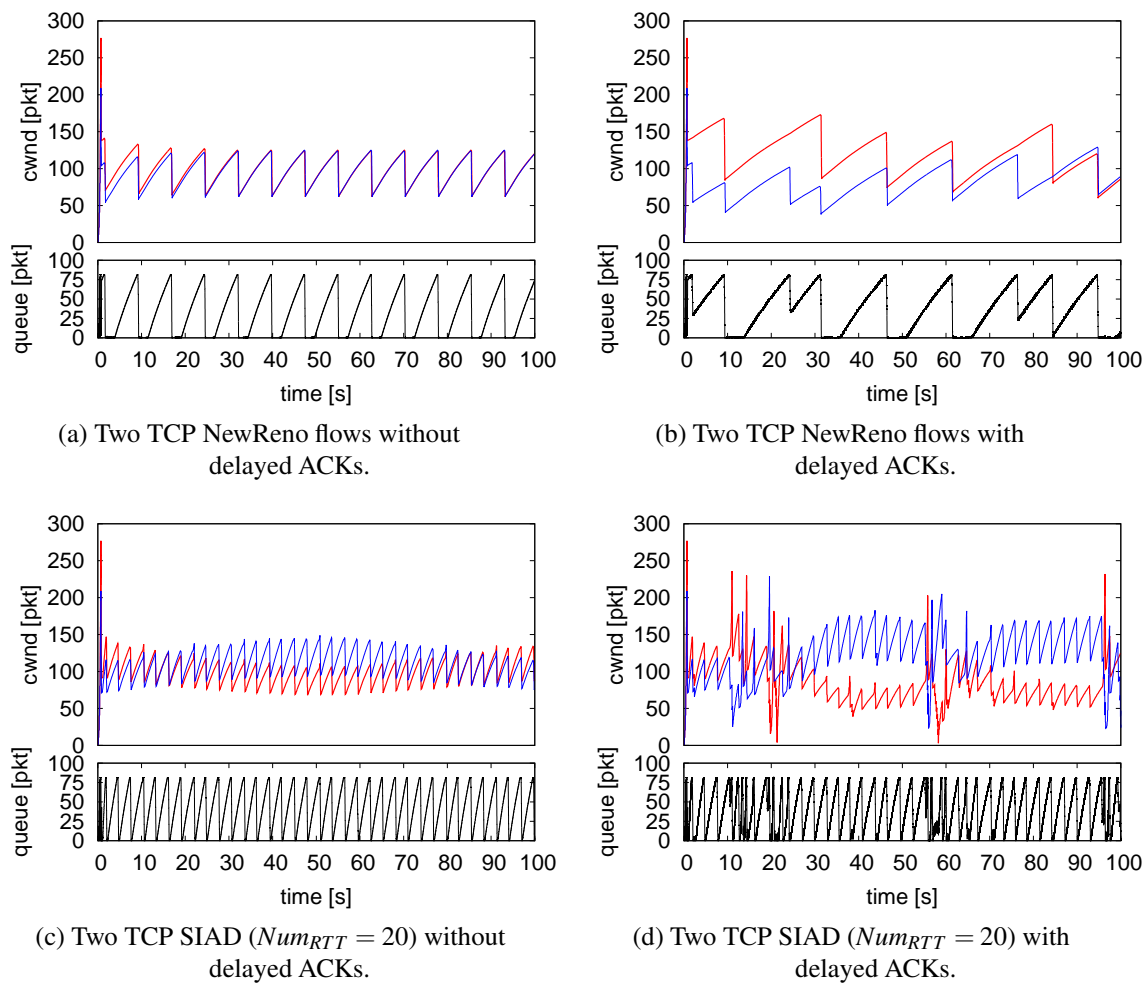 300
250
200
150
100
50
0
cwnd [pkt]
100
75
50
25
0
queue [pkt]
0 10 20 30 40 50 60 70 80 90 100
time [s]
(a) Two TCP NewReno flows without
delayed ACKs.
300
250
200
150
100
50
0
cwnd [pkt]
100
75
50
25
0
queue [pkt]
0 10 20 30 40 50 60 70 80 90 100
time [s]
(b) Two TCP NewReno flows with
delayed ACKs.
300
250
200
150
100
50
0
cwnd [pkt]
100
75
50
25
0
queue [pkt]
0 10 20 30 40 50 60 70 80 90 100
time [s]
(c) Two TCP SIAD (NumRTT = 20) without
delayed ACKs.
300
250
200
150
100
50
0
cwnd [pkt]
100
75
50
25
0
queue [pkt]
0 10 20 30 40 50 60 70 80 90 100
time [s]
(d) Two TCP SIAD (NumRTT = 20) with
delayed ACKs.